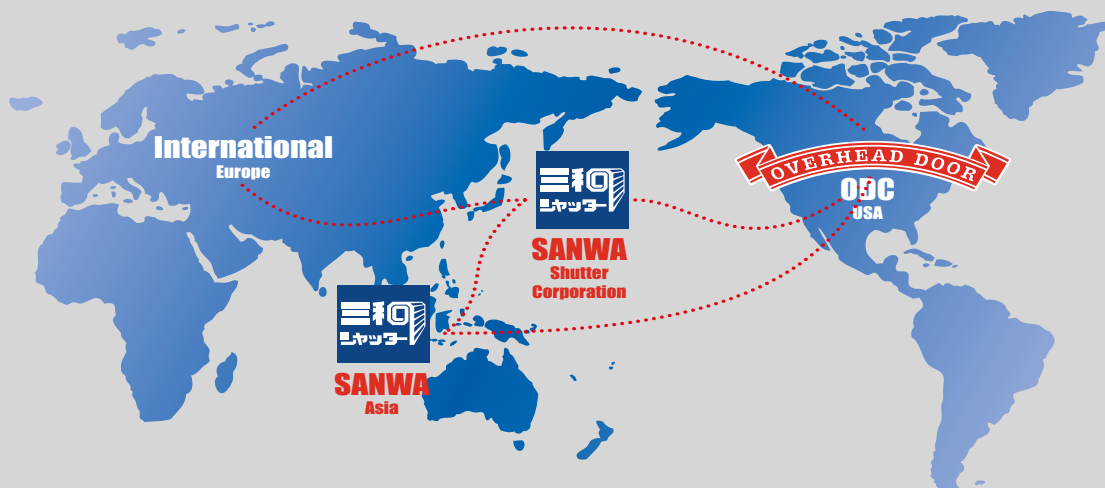 International
Europe
三和
シャッター
SANWA
Shutter
Corporation
OVERHEAD DOOR
ODC
USA
三和
シャッター
SANWA
Asia